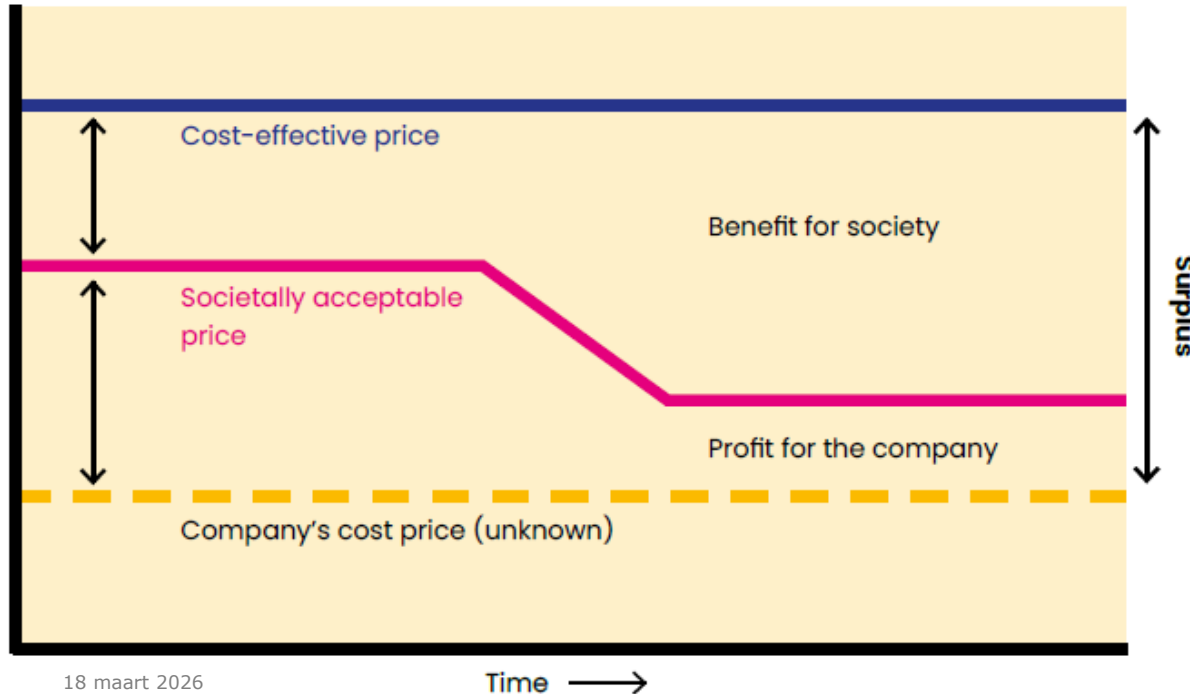 Cost-effective price
Benefit for society
Surplus
Societally acceptable
price
Profit for the company
Company's cost price (unknown)
18 maart 2026
Time